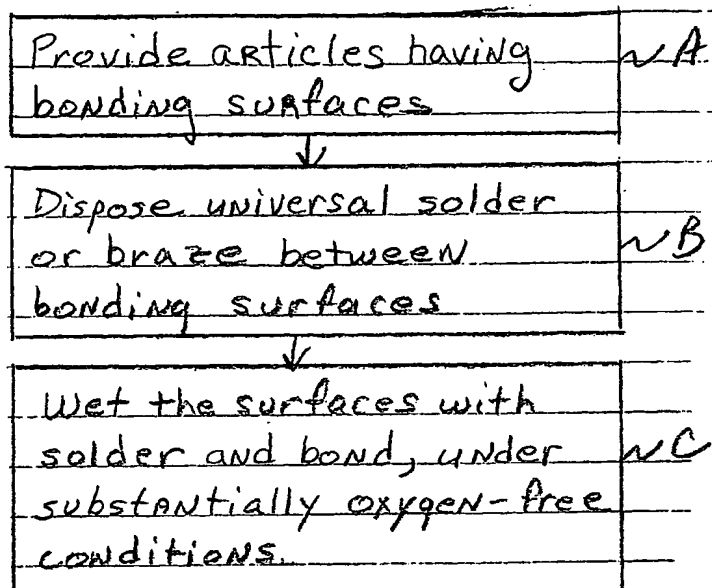 Provide articles having
~A
bonding surfaces
Dispose universal solder
or braze between
~B
bonding surfaces
Wet the surfaces with
solder and bond, under
~C
substantially oxygen-free
conditions.